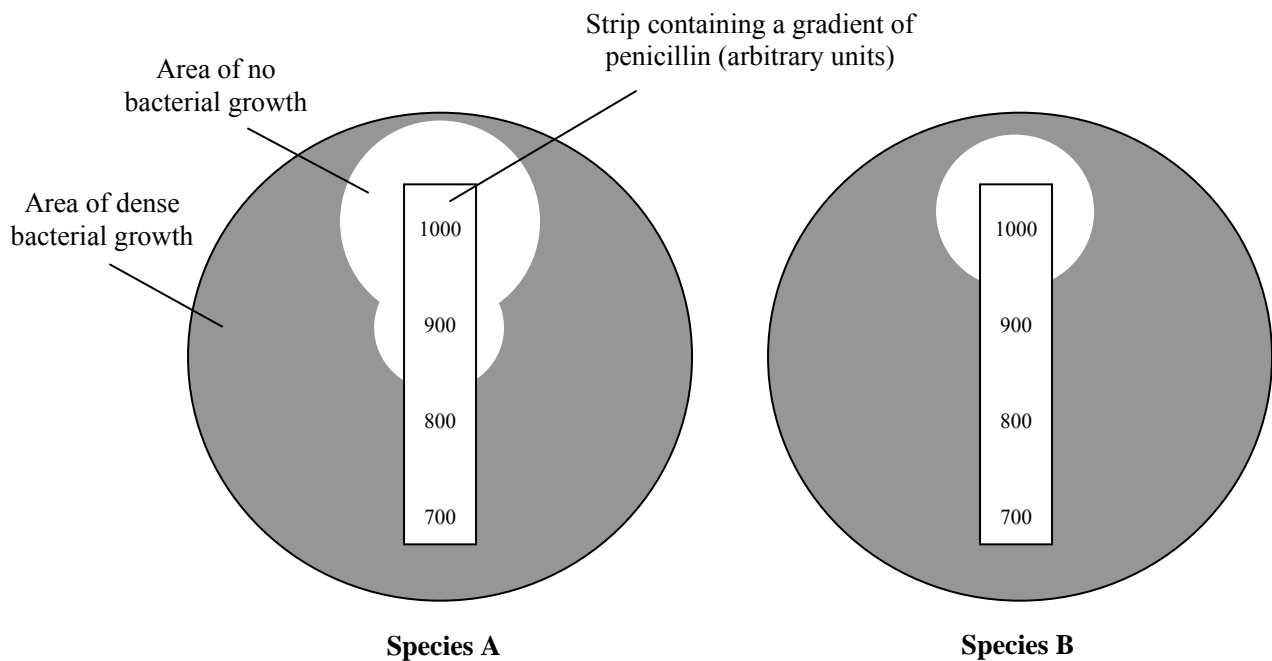 Strip containing a gradient of
penicillin (arbitrary units)
Area of no
bacterial growth
Area of dense
bacterial growth
1000
900
800
700
1000
900
800
700
Species A
Species B